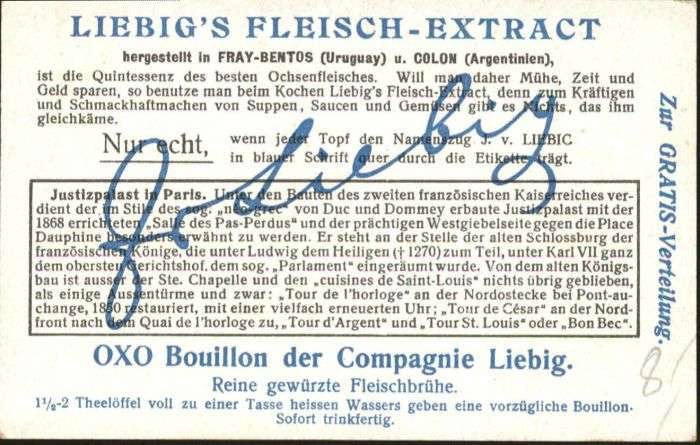 LIEBIG'S FLEISCH-EXTRACT
hergestellt in FRAY-BENTOS (Uruguay) u. COLON (Argentinien),
ist die Quintessenz des besten Ochsenfleisches. Will man daher Mühe, Zeit und
Geld sparen, so benutze man beim Kochen Liebig's Fleisch-Extract, denn zum Kräftigen
und Schmackhaftmachen von Suppen, Saucen und Gemüsen gibt es Nichts, das ihm
gleichkäme.
Nur echt,
wenn jeder Topf den Namenszug J. v. LIEBIG
in blauer Schrift quer durch die Etikette trägt.
Justizpalast in Paris. Unter den Bauten des zweiten französischen Kaiserreiches ver-
dient der im Stile des sog. „néo-grec" von Duc und Dommey erbaute Justizpalast mit der
1868 errichteten „Salle des Pas-Perdus" und der prächtigen Westgiebelseite gegen die Place
Dauphine besonders erwähnt zu werden. Er steht an der Stelle der alten Schlossburg der
französischen Könige, die unter Ludwig dem Heiligen († 1270) zum Teil, unter Karl VII ganz
dem obersten Gerichtshof, dem sog. „Parlament" eingeräumt wurde. Von dem alten Königs-
bau ist ausser der Ste. Chapelle und den „cuisines de Saint-Louis" nichts übrig geblieben,
als einige Aussentürme und zwar: „Tour de l'horloge" an der Nordostecke bei Pont-au-
change, 1850 restauriert, mit einer vielfach erneuerten Uhr; „Tour de César" an der Nord-
front nach dem Quai de l'horloge zu, „Tour d'Argent" und „Tour St. Louis" oder „Bon Bec".
OXO Bouillon der Compagnie Liebig.
Reine gewürzte Fleischbrühe.
1½-2 Theelöffel voll zu einer Tasse heissen Wassers geben eine vorzügliche Bouillon.
Sofort trinkfertig.
Zur GRATIS-Verteilung.
JvLiebig